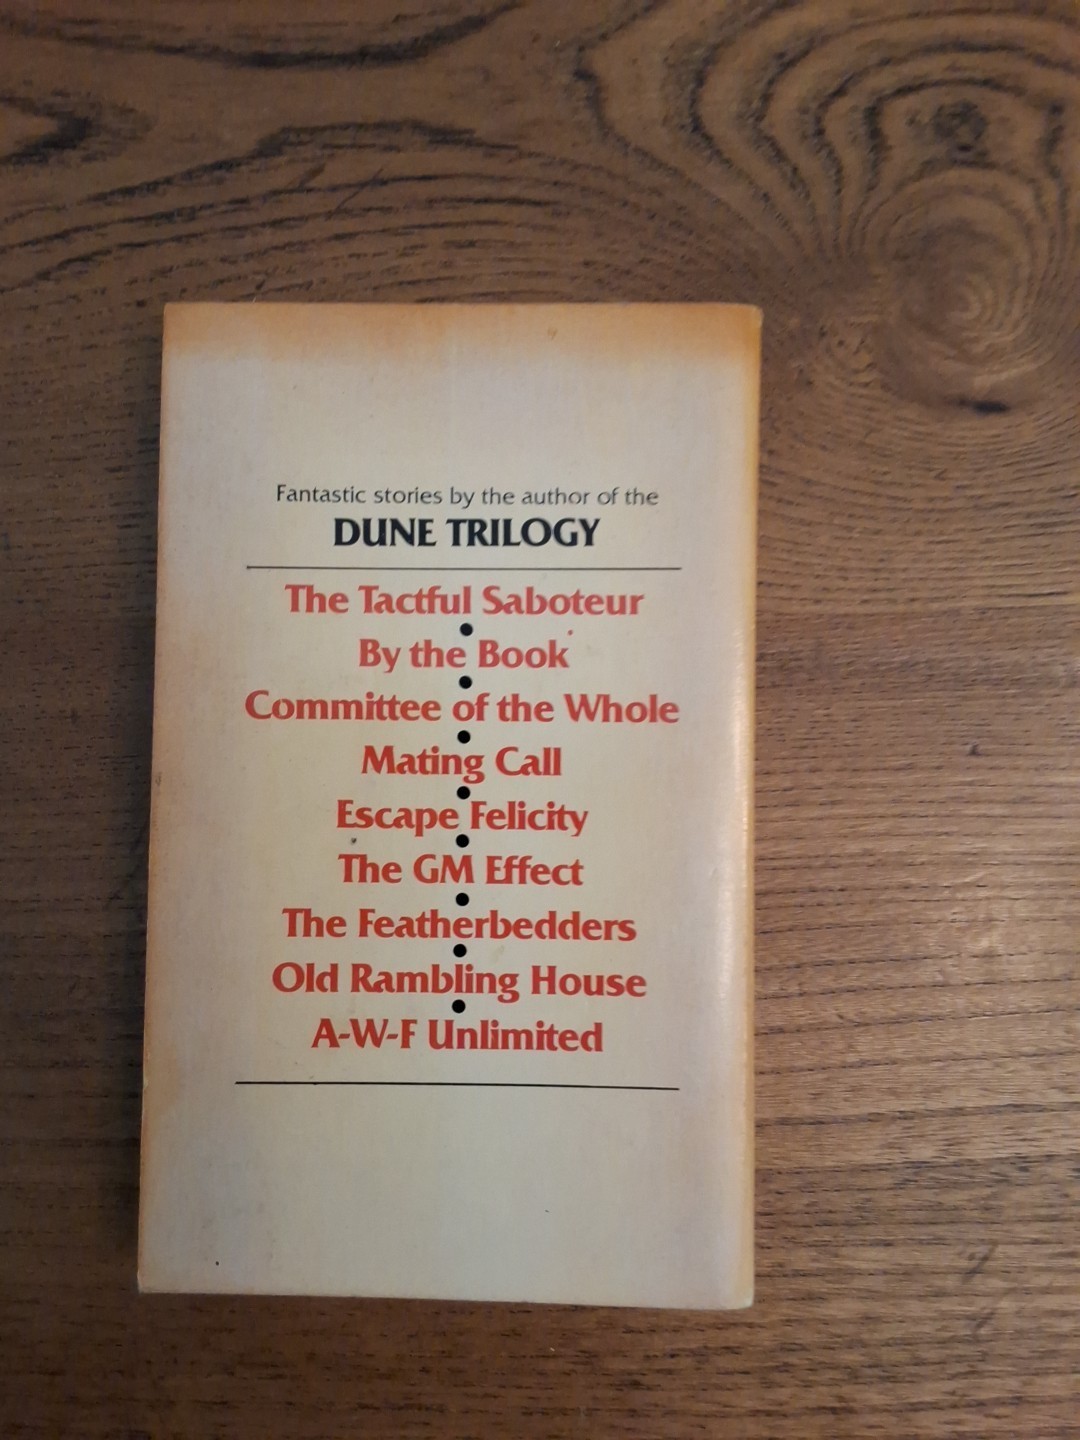 Fantastic stories by the author of the
DUNE TRILOGY
The Tactful Saboteur
By the Book
Committee of the Whole
Mating Call
Escape Felicity
The GM Effect
The Featherbedders
Old Rambling House
A-W-F Unlimited